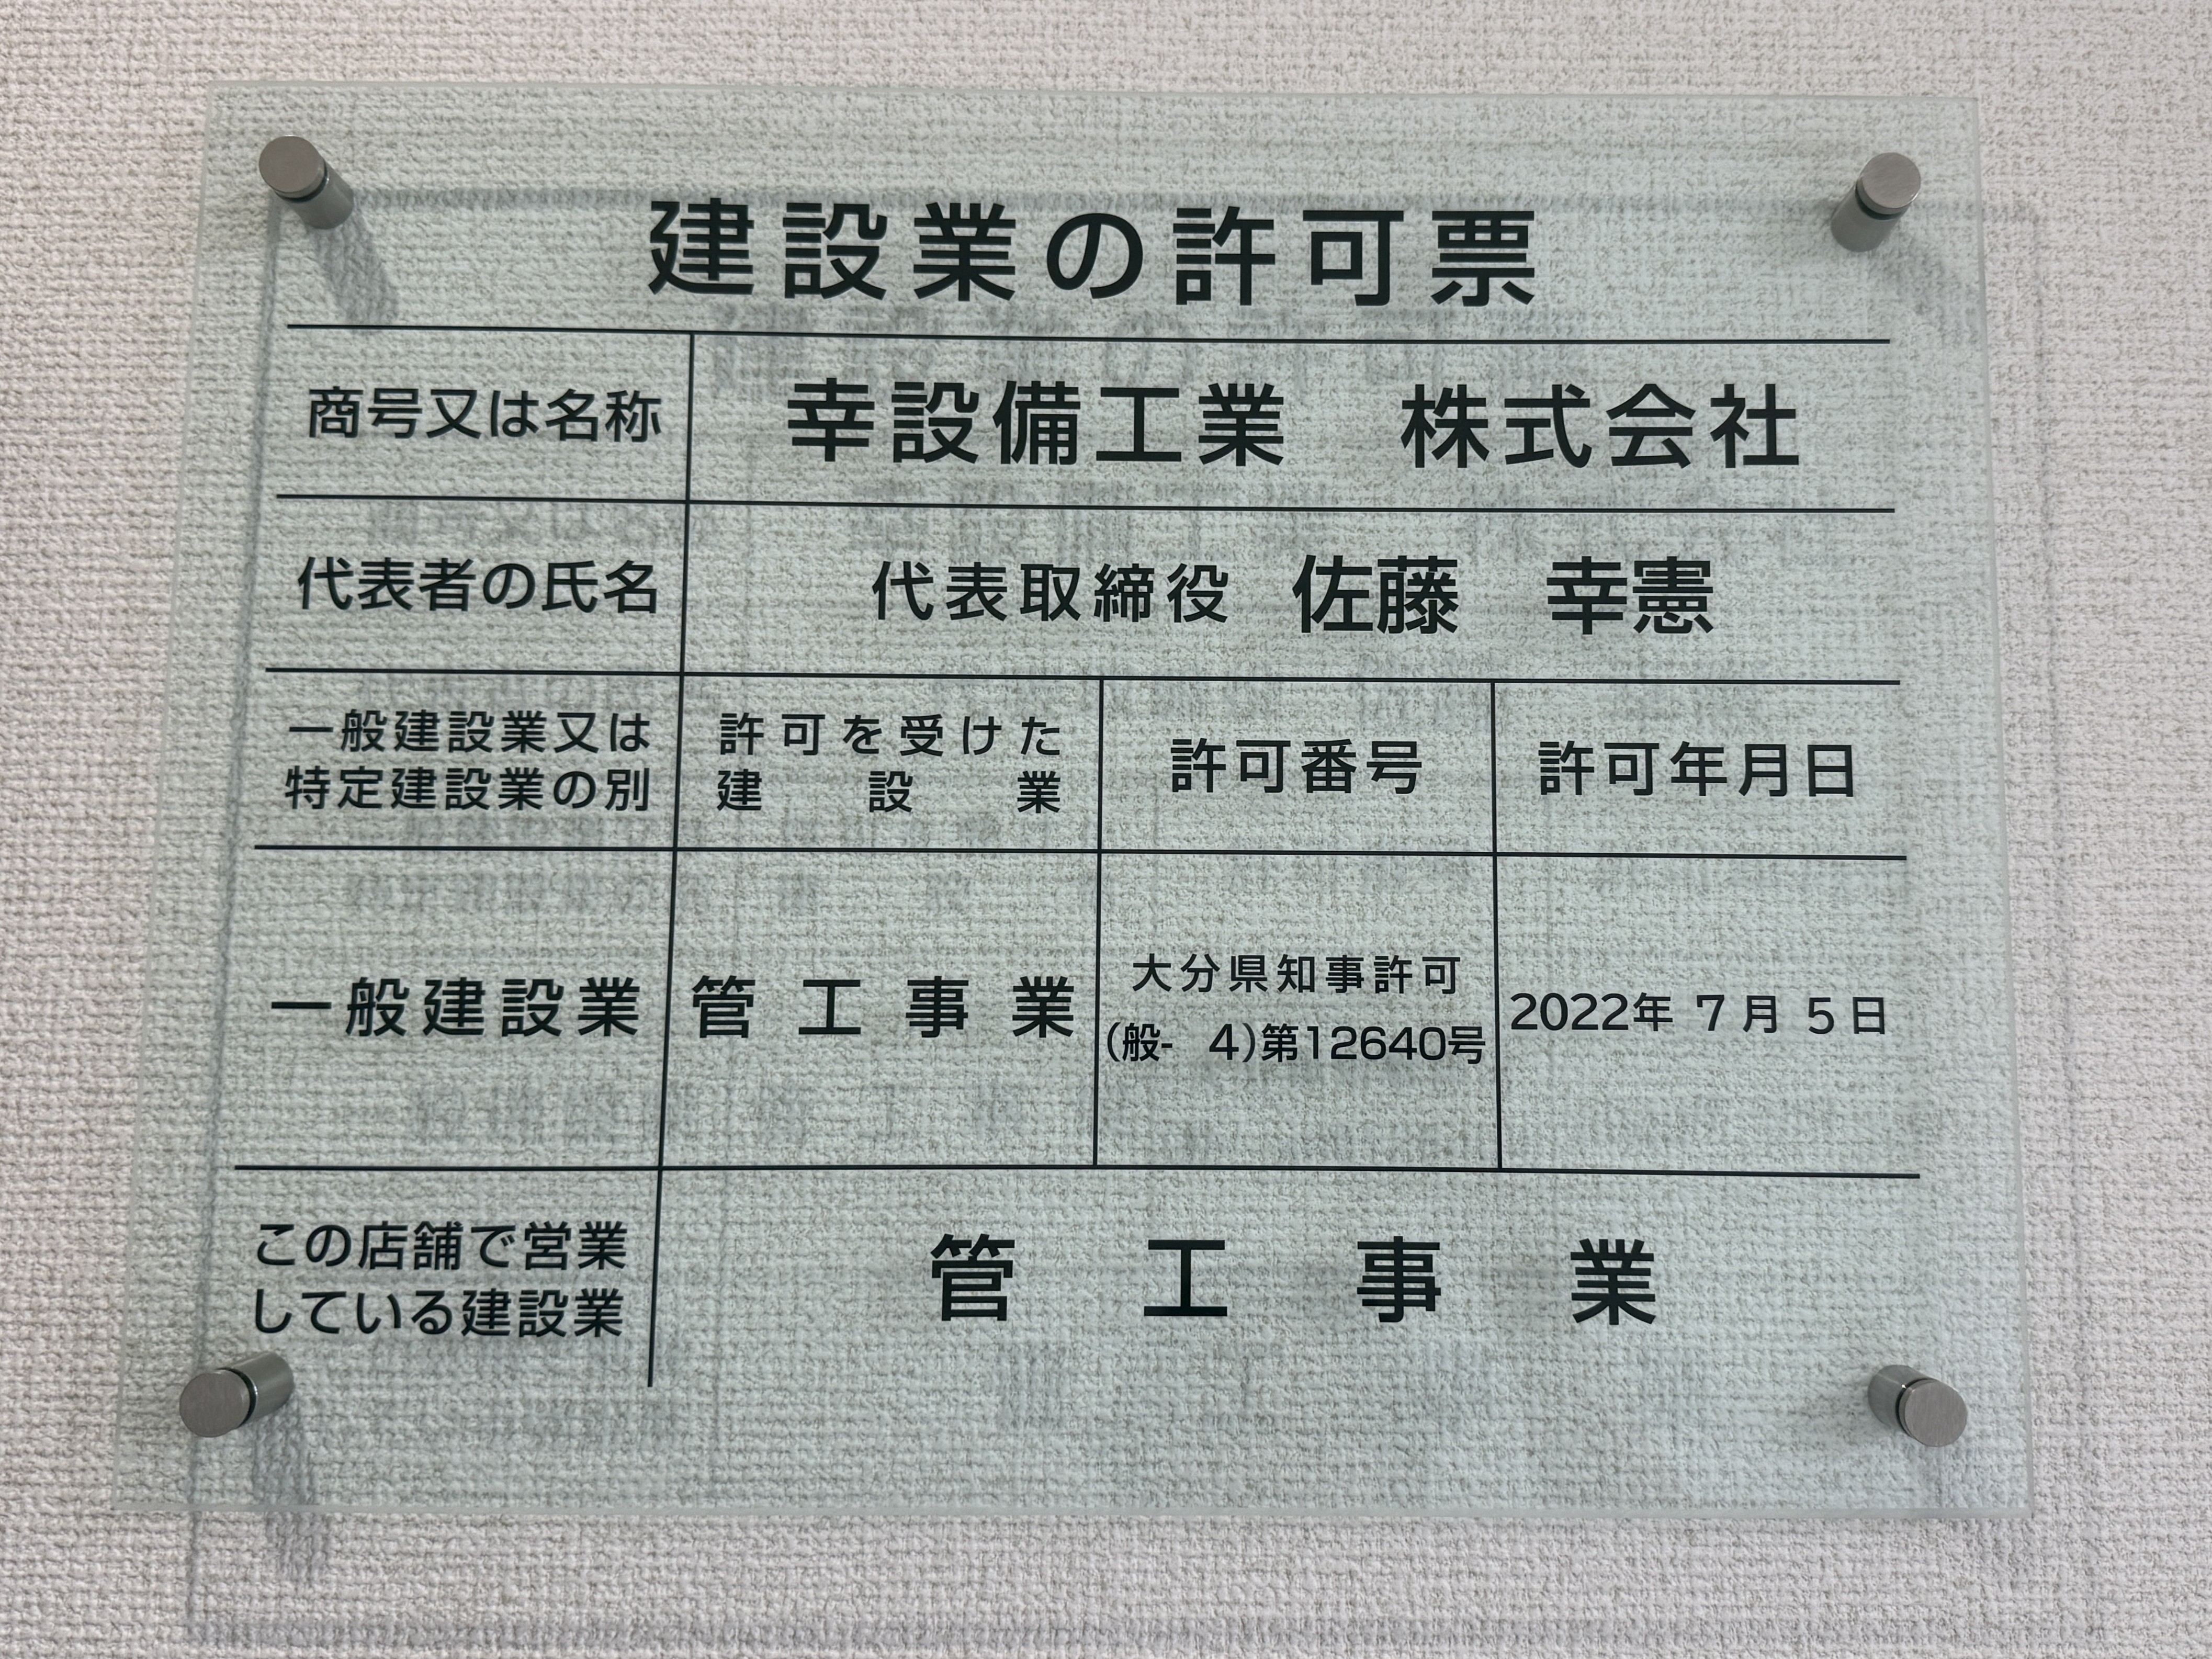 建設業の許可票
商号又は名称
幸設備工業　株式会社
代表者の氏名
代表取締役　佐藤　幸憲
一般建設業又は
特定建設業の別
許可を受けた
建設業
許可番号
許可年月日
一般建設業
管工事業
大分県知事許可
(般-　4)第12640号
2022年 7月 5日
この店舗で営業
している建設業
管工事業